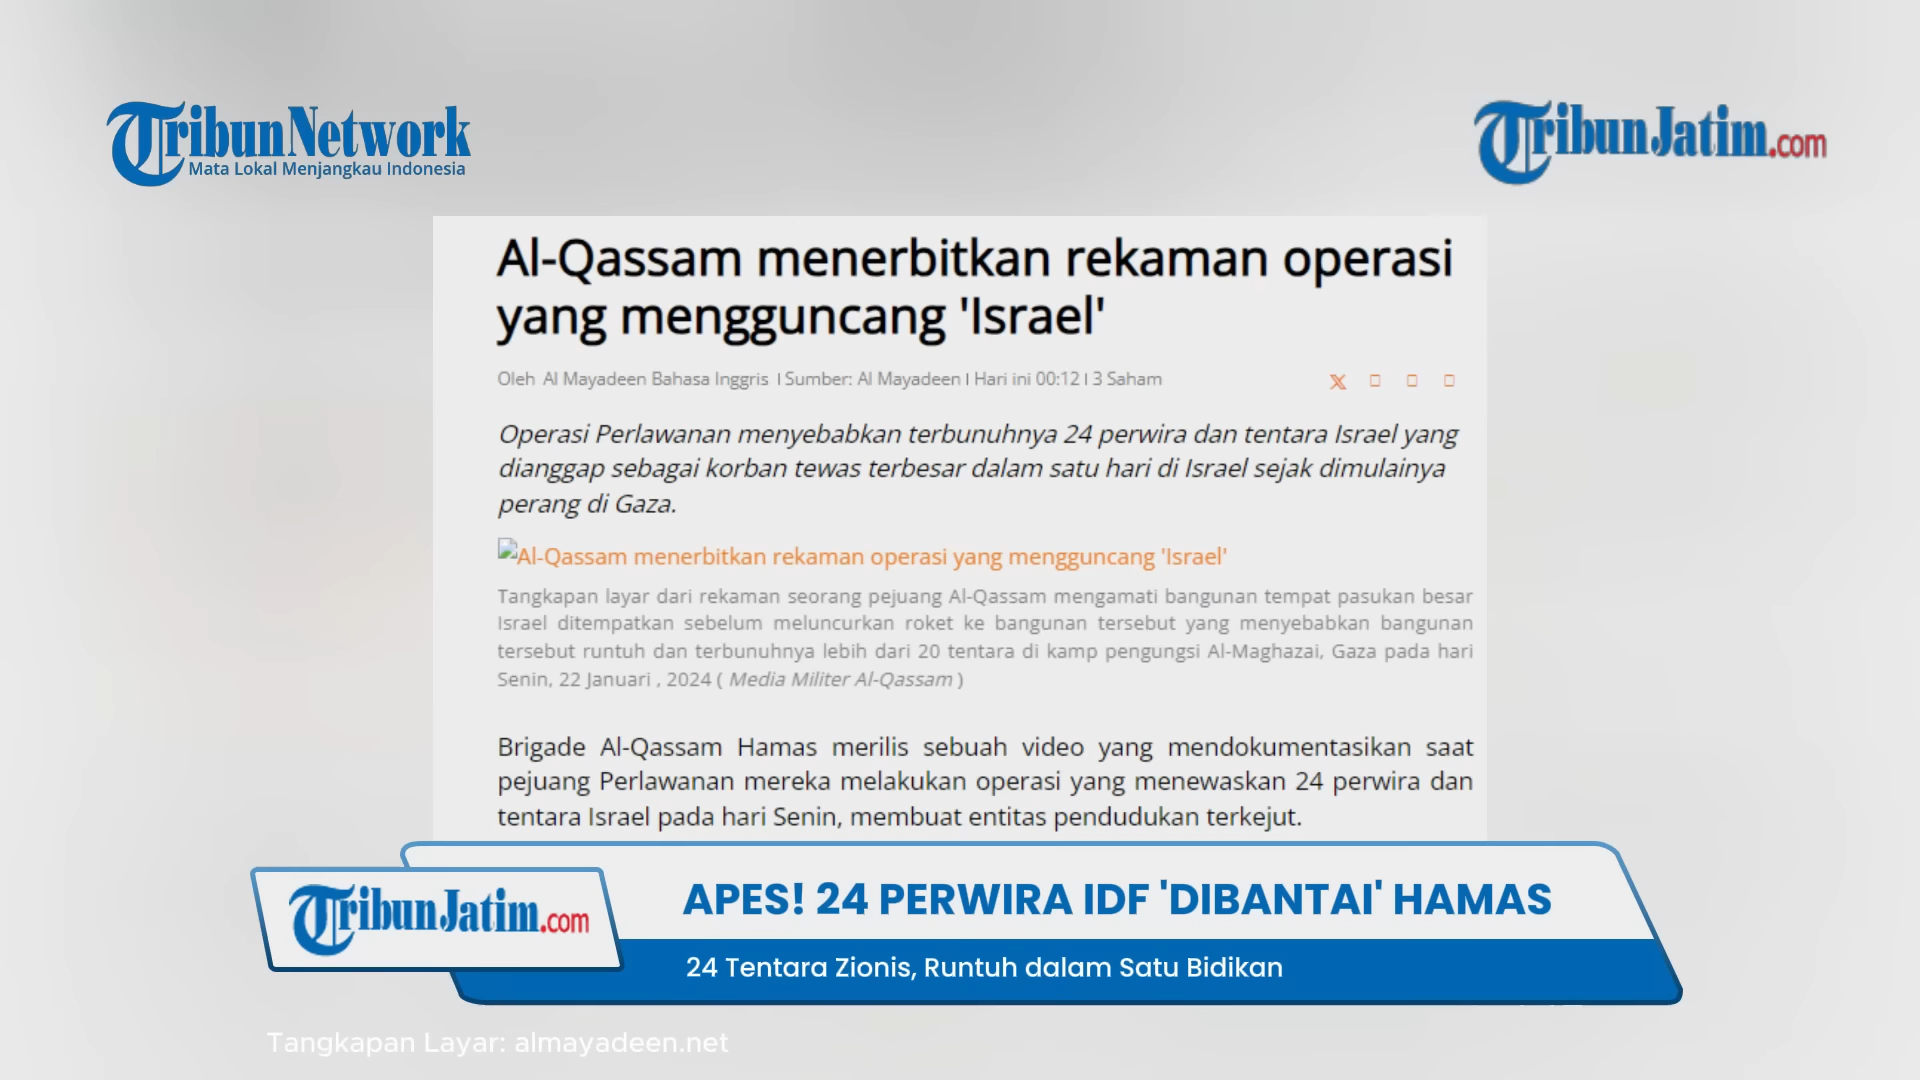 TribunNetwork
Mata Lokal Menjangkau Indonesia
TribunJatim.com
Al-Qassam menerbitkan rekaman operasi
yang mengguncang 'Israel'
Oleh Al Mayadeen Bahasa Inggris | Sumber: Al Mayadeen | Hari ini 00:12 | 3 Saham
Operasi Perlawanan menyebabkan terbunuhnya 24 perwira dan tentara Israel yang
dianggap sebagai korban tewas terbesar dalam satu hari di Israel sejak dimulainya
perang di Gaza.
Al-Qassam menerbitkan rekaman operasi yang mengguncang 'Israel'
Tangkapan layar dari rekaman seorang pejuang Al-Qassam mengamati bangunan tempat pasukan besar
Israel ditempatkan sebelum meluncurkan roket ke bangunan tersebut yang menyebabkan bangunan
tersebut runtuh dan terbunuhnya lebih dari 20 tentara di kamp pengungsi Al-Maghazai, Gaza pada hari
Senin, 22 Januari , 2024 ( Media Militer Al-Qassam )
Brigade Al-Qassam Hamas merilis sebuah video yang mendokumentasikan saat
pejuang Perlawanan mereka melakukan operasi yang menewaskan 24 perwira dan
tentara Israel pada hari Senin, membuat entitas pendudukan terkejut.
TribunJatim.com
APES! 24 PERWIRA IDF 'DIBANTAI' HAMAS
24 Tentara Zionis, Runtuh dalam Satu Bidikan
Tangkapan Layar: almayadeen.net